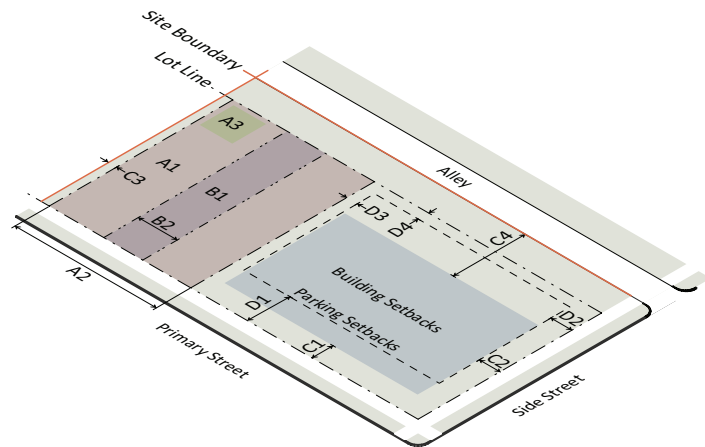 Site Boundary
Lot Line
A3
A1
C3
B1
B2
A2
Alley
D3
D4
C4
Building Setbacks
Parking Setbacks
D1
D2
C1
C2
Primary Street
Side Street